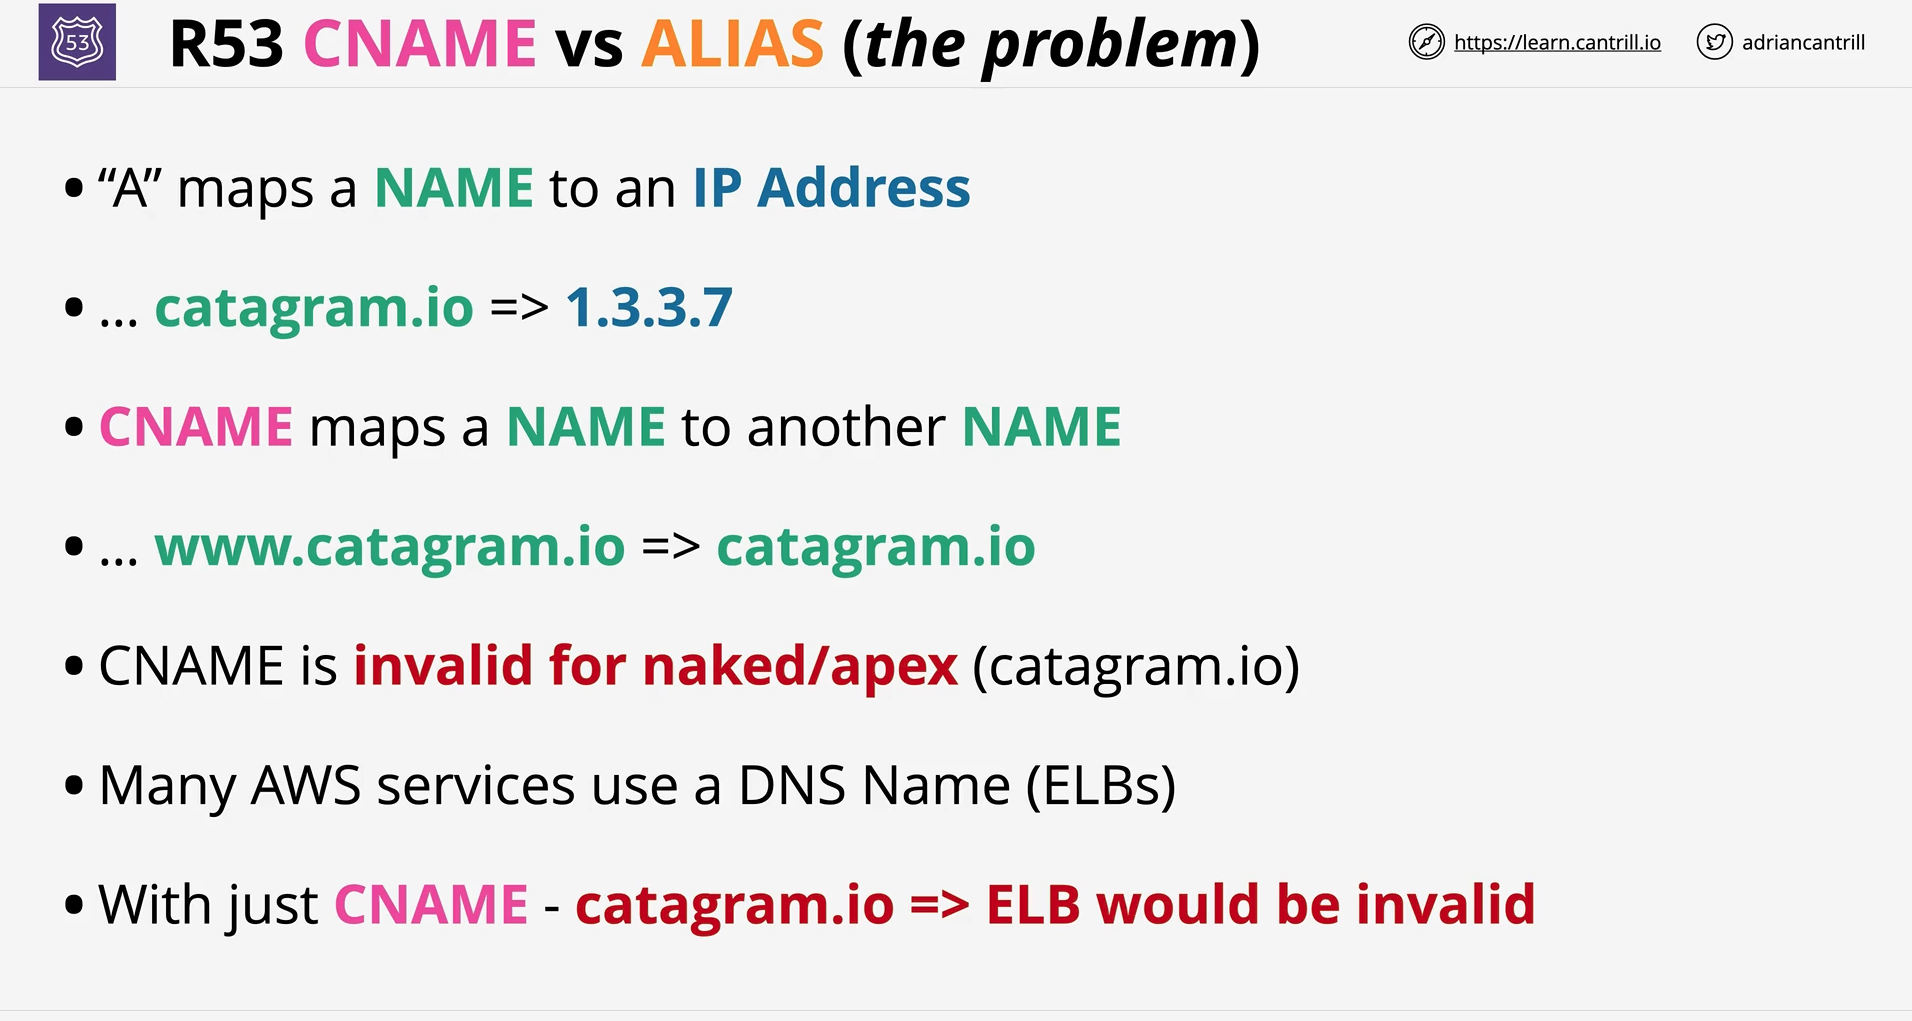 53
R53 CNAME vs ALIAS (the problem)
https://learn.cantrill.io
adriancantrill
• “A” maps a NAME to an IP Address
• ... catagram.io => 1.3.3.7
• CNAME maps a NAME to another NAME
• ... www.catagram.io => catagram.io
• CNAME is invalid for naked/apex (catagram.io)
• Many AWS services use a DNS Name (ELBs)
• With just CNAME - catagram.io => ELB would be invalid